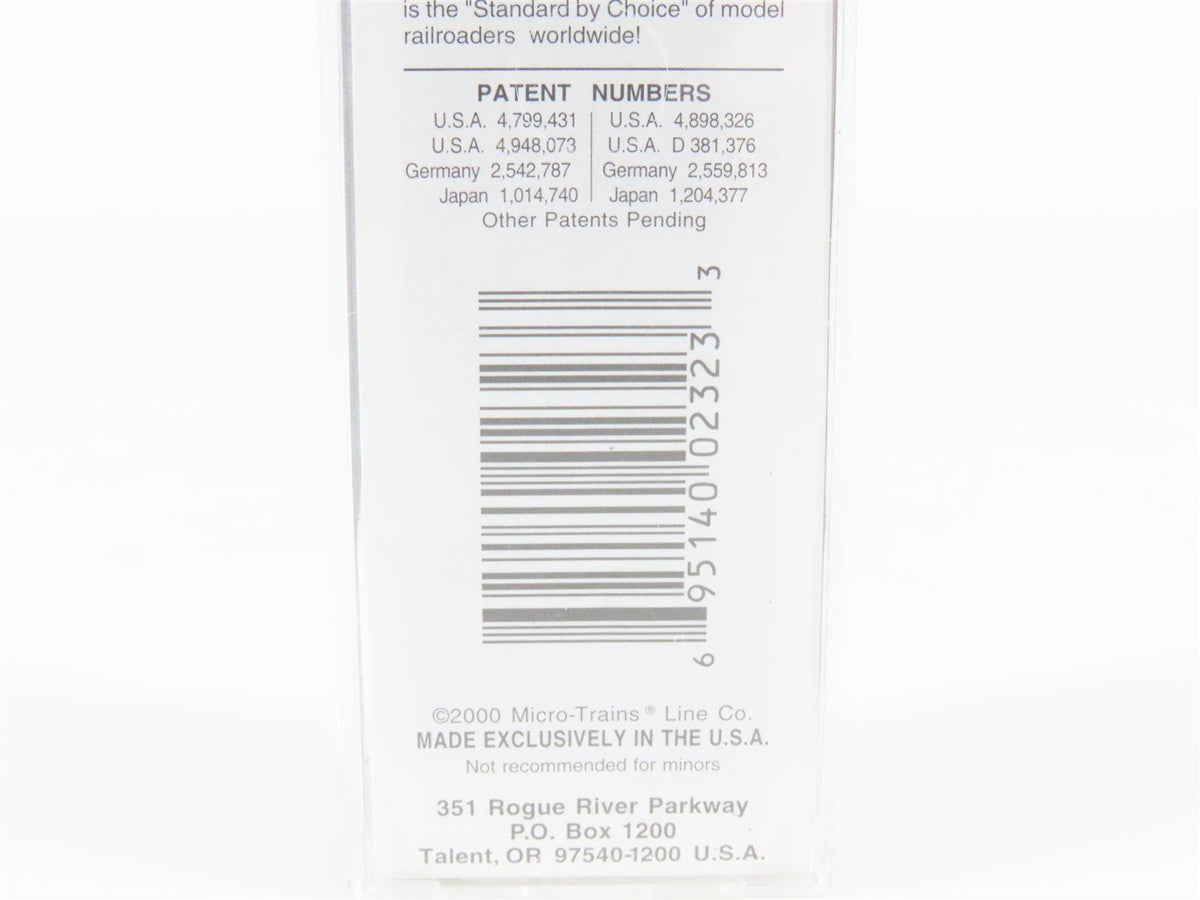 is the "Standard by Choice" of model
railroaders worldwide!
PATENT NUMBERS
U.S.A. 4,799,431 U.S.A. 4,898,326
U.S.A. 4,948,073 U.S.A. D 381,376
Germany 2,542,787 Germany 2,559,813
Japan 1,014,740 Japan 1,204,377
Other Patents Pending
6 95140 02323 3
©2000 Micro-Trains® Line Co.
MADE EXCLUSIVELY IN THE U.S.A.
Not recommended for minors
351 Rogue River Parkway
P.O. Box 1200
Talent, OR 97540-1200 U.S.A.